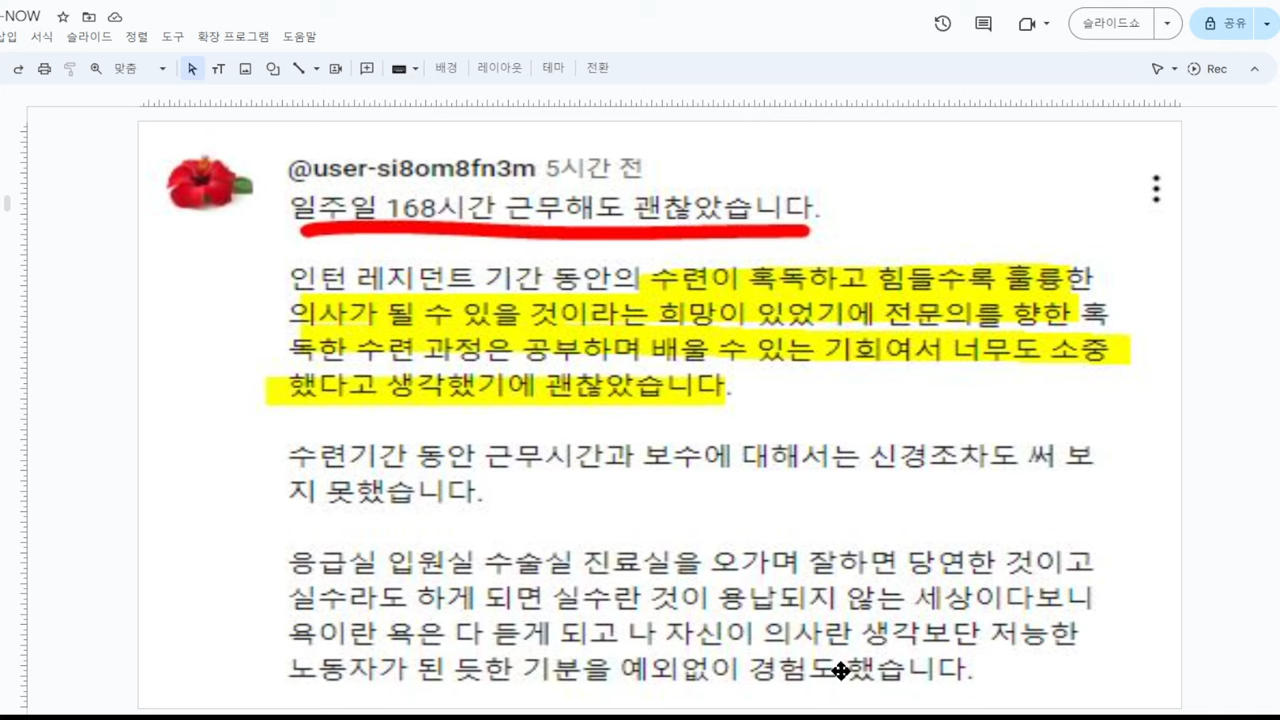 -NOW
삽입 서식 슬라이드 정렬 도구 확장 프로그램 도움말
슬라이드쇼
공유
맞춤
배경 레이아웃 테마 전환
Rec
@user-si8om8fn3m 5시간 전
일주일 168시간 근무해도 괜찮았습니다.
인턴 레지던트 기간 동안의 수련이 혹독하고 힘들수록 훌륭한
의사가 될 수 있을 것이라는 희망이 있었기에 전문의를 향한 혹
독한 수련 과정은 공부하며 배울 수 있는 기회여서 너무도 소중
했다고 생각했기에 괜찮았습니다.
수련기간 동안 근무시간과 보수에 대해서는 신경조차도 써 보
지 못했습니다.
응급실 입원실 수술실 진료실을 오가며 잘하면 당연한 것이고
실수라도 하게 되면 실수란 것이 용납되지 않는 세상이다보니
욕이란 욕은 다 듣게 되고 나 자신이 의사란 생각보단 저능한
노동자가 된 듯한 기분을 예외없이 경험도 했습니다.